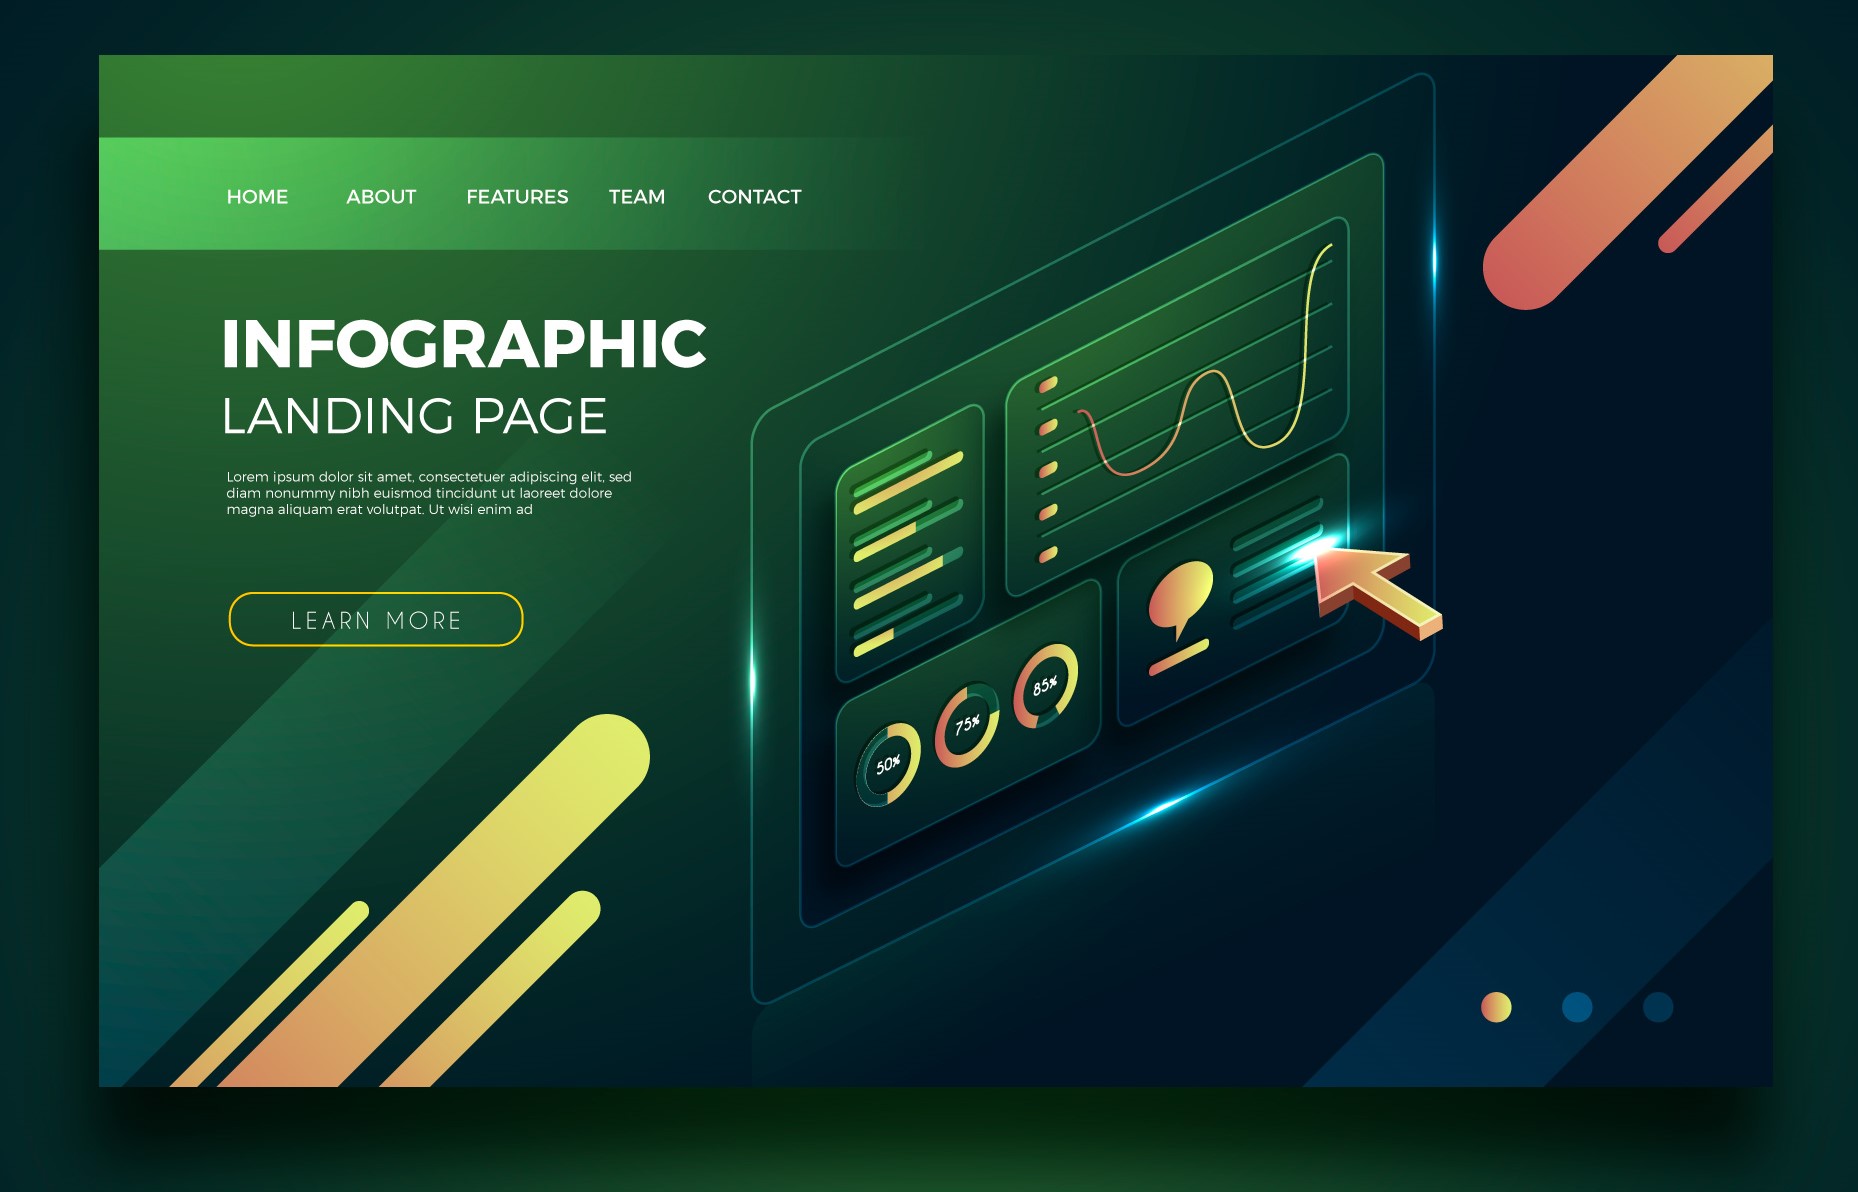 HOME ABOUT FEATURES TEAM CONTACT
INFOGRAPHIC
LANDING PAGE
Lorem ipsum dolor sit amet, consectetuer adipiscing elit, sed
diam nonummy nibh euismod tincidunt ut laoreet dolore
magna aliquam erat volutpat. Ut wisi enim ad
LEARN MORE
50%
75%
85%